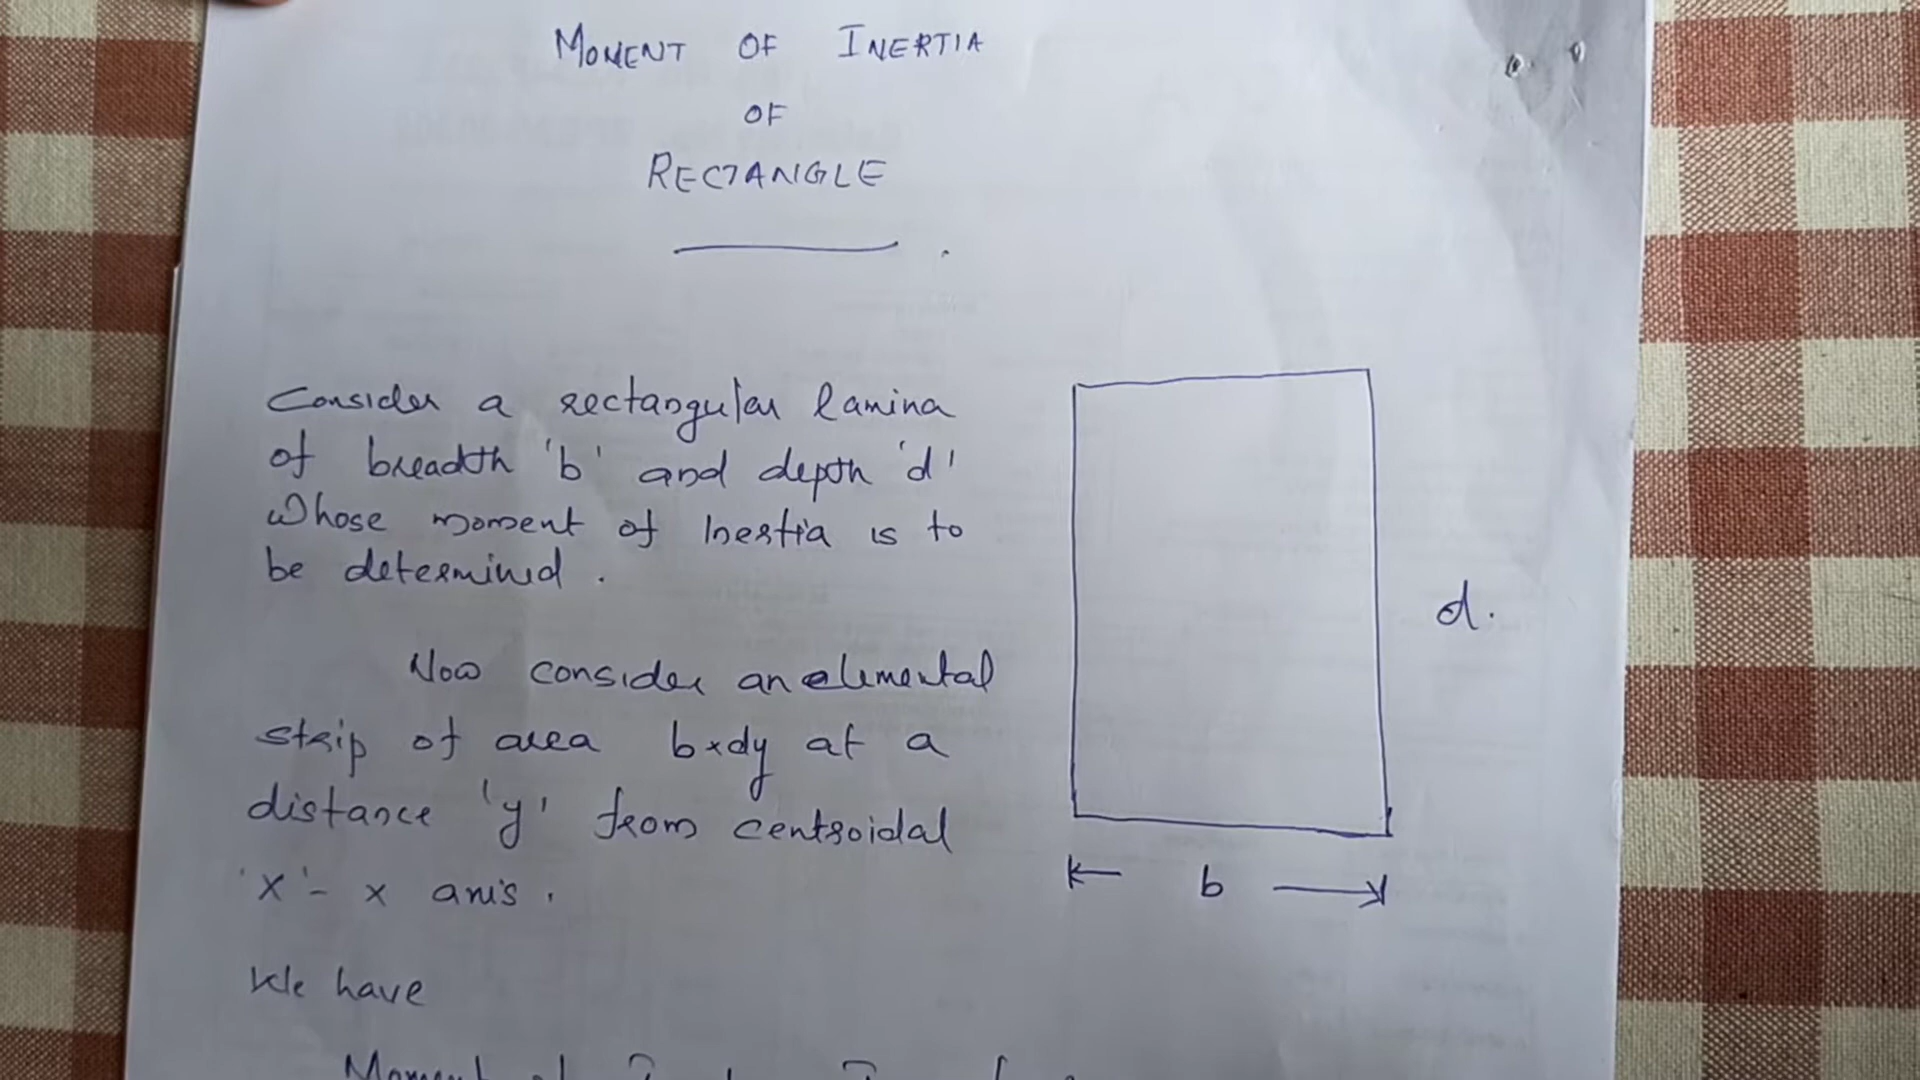 MOMENT OF INERTIA
OF
RECTANGLE
Consider a rectangular lamina
of breadth 'b' and depth 'd'
whose moment of Inertia is to
be determined.
Now consider an elemental
strip of area b×dy at a
distance 'y' from centroidal
'x'- x axis.
d.
b
We have
Moment